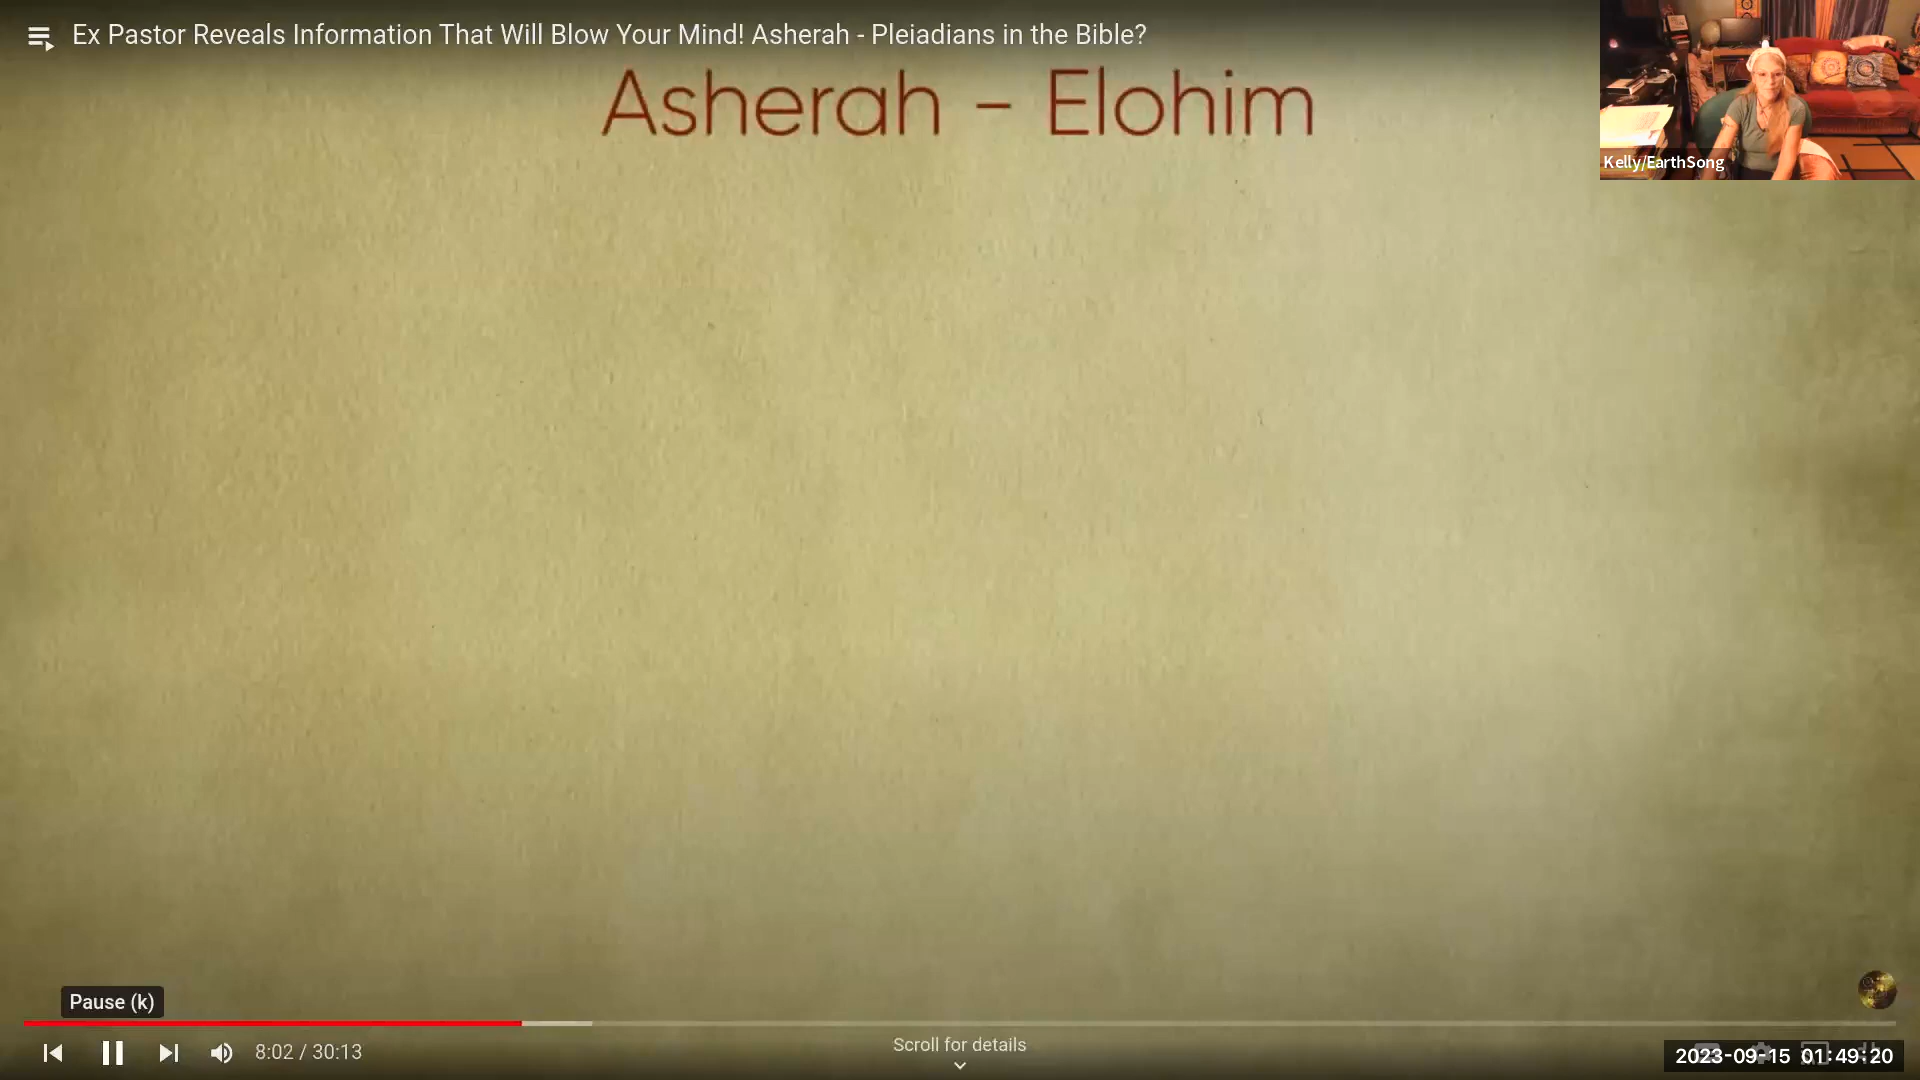 Ex Pastor Reveals Information That Will Blow Your Mind! Asherah - Pleiadians in the Bible?
Asherah - Elohim
Kelly/EarthSong
Pause (k)
8:02 / 30:13
Scroll for details
2023-09-15 01:49:20